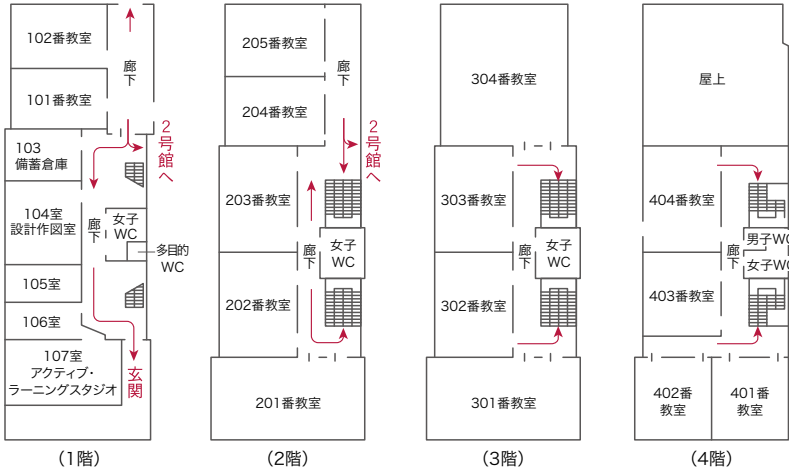 102番教室
廊下
101番教室
2号館へ
103
備蓄倉庫
104室
設計作図室
廊下
女子
WC
多目的
WC
105室
106室
107室
アクティブ・
ラーニングスタジオ
玄関
(1階)
205番教室
廊下
204番教室
2号館へ
203番教室
廊下
女子
WC
202番教室
201番教室
(2階)
304番教室
303番教室
廊下
女子
WC
302番教室
301番教室
(3階)
屋上
404番教室
廊下
男子WC
女子WC
403番教室
402番
教室
401番
教室
(4階)